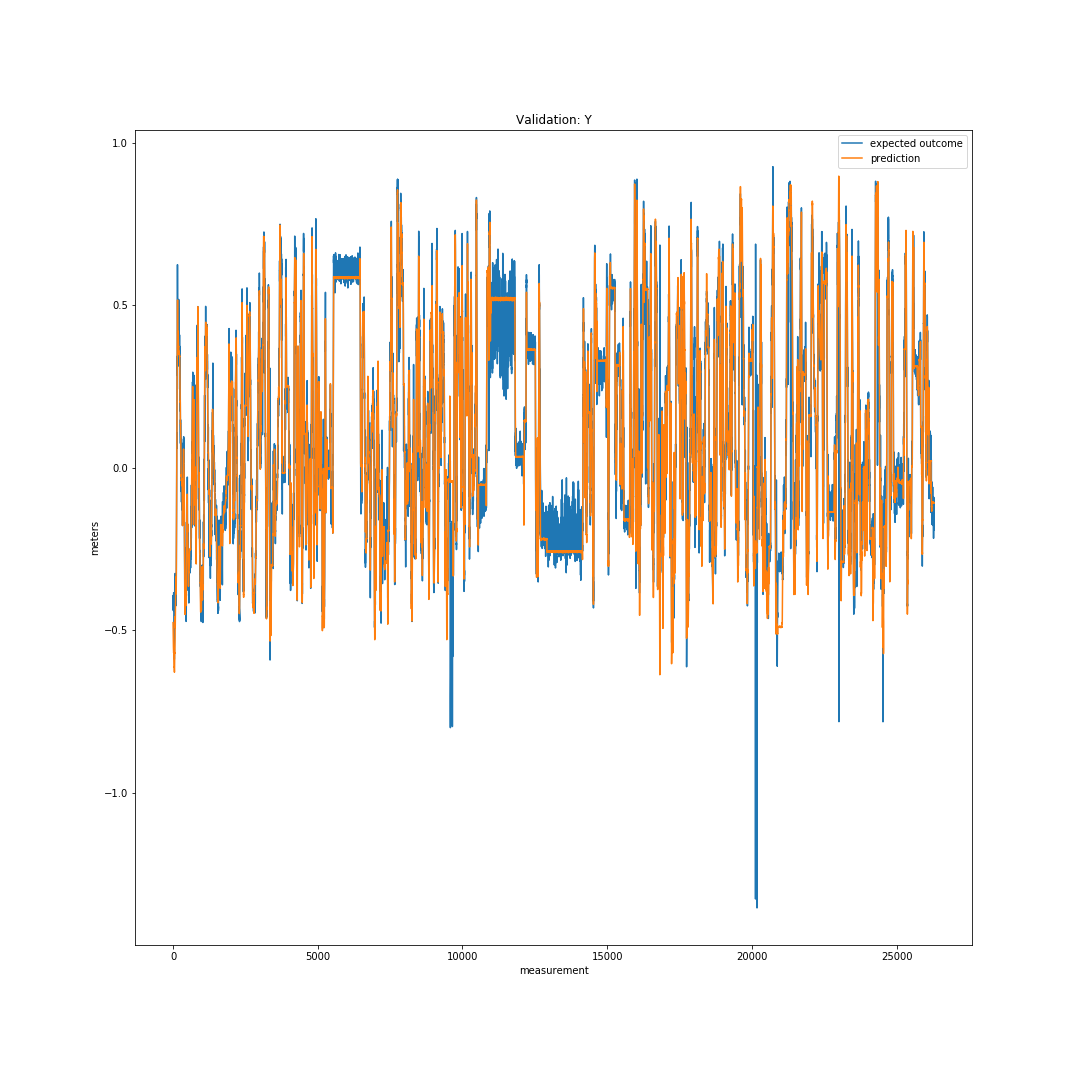 Validation: Y
expected outcome
prediction
1.0
0.5
0.0
−0.5
−1.0
meters
0 5000 10000 15000 20000 25000
measurement